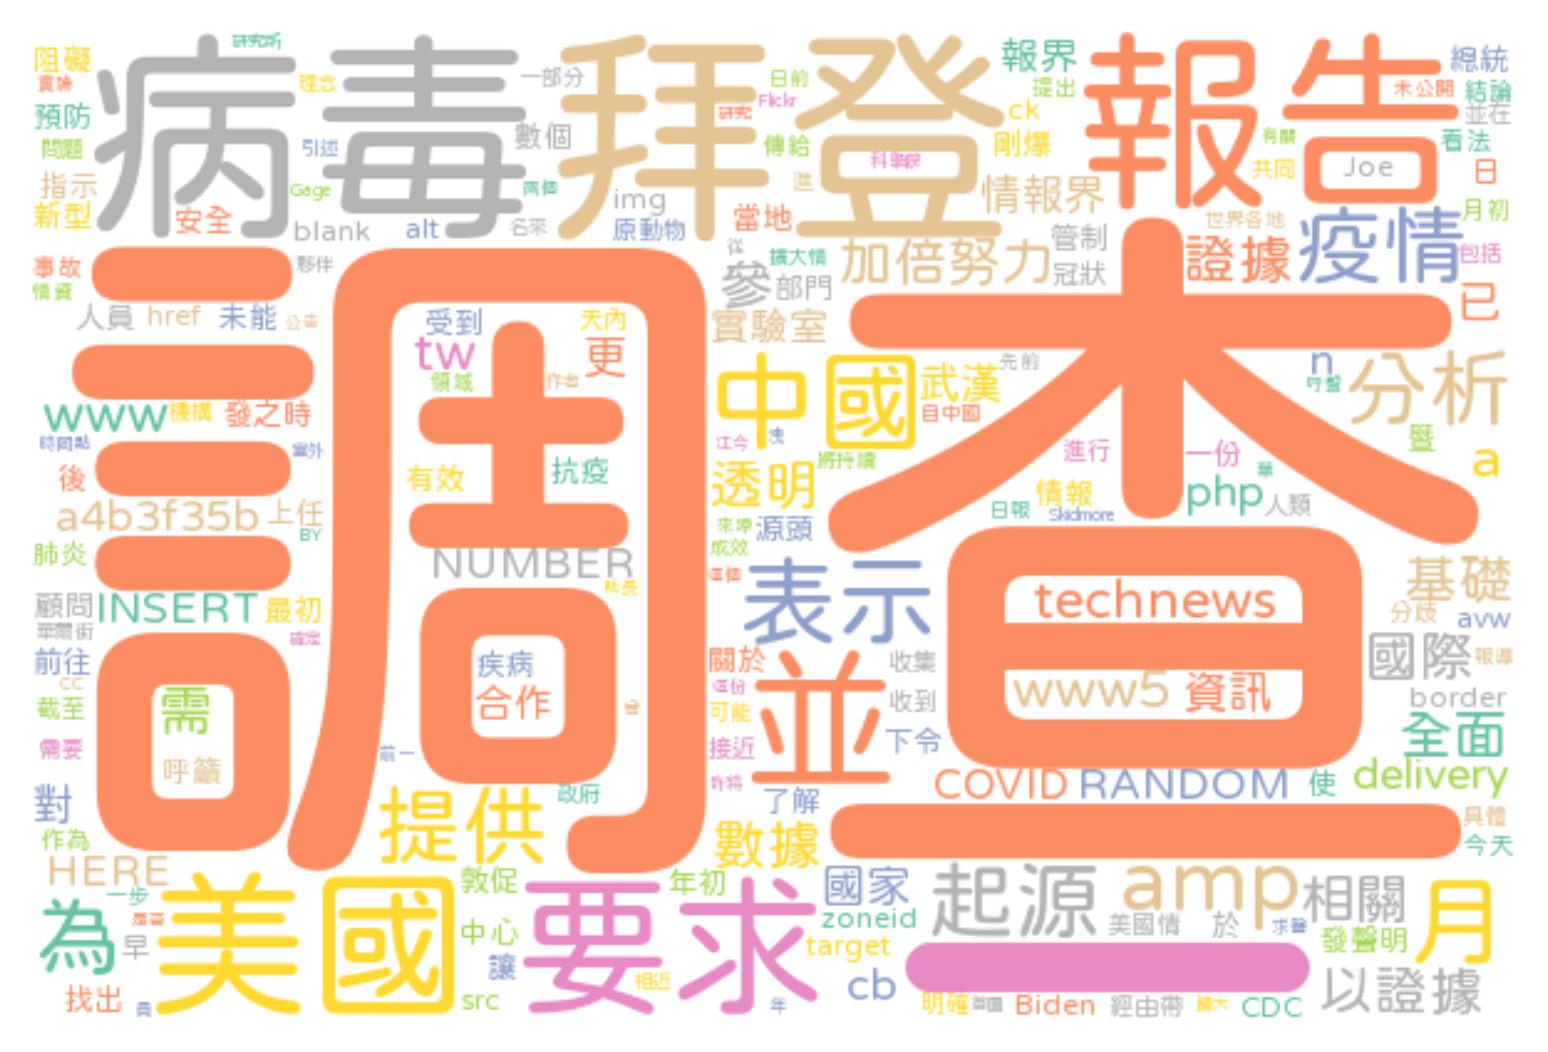 阻礙
病毒
研究所
理念
一部分
拜登
日前
Flickr
報界
提出
ck
報告
未公開
總統
結論
並在
預防
問題
引述
數個
研究
傳給
科學院
剛爆
有關
共同
Joe
看法
日
指示
新型
安全
Gage
兩個
img
blank
alt
名來
原動物
當地
情報界
管制
世界各地
月初
事故
情資
夥伴
從
擴大情
參
部門
加倍努力
冠狀
證據
疫情
包括
已
人員
href
未能
公告
受到
天內
實驗室
tw
更
領域
作者
調查
中國
武漢
目中國
先前
n
呼籲
分析
www
機構
發之時
時間點
室外
後
有效
抗疫
江今
將持續
透明
進行
一份
暨
a
a4b3f35b
上任
BY
來源
成效
源頭
情報
日報
Skidmore
php
人類
肺炎
NUMBER
這個
表示
technews
基礎
顧問
INSERT
最初
華爾街
確定
分歧
avw
前往
cc
截至
需
疾病
合作
關於
這份
可能
並
收集
收到
www5
資訊
國際
報導
border
需要
呼籲
前一
接近
下令
全面
對
作為
提供
政府
許特
了解
COVID
RANDOM
使
delivery
數據
具體
今天
HERE
一步
敦促
年初
國家
起源
amp
相關
月
為
早
美國
中心
要求
zoneid
美國情
於
求醫
發聲明
target
一
找出
員
讓
src
相近
年
cb
明確
Biden
經由帶
擴大
CDC
以證據